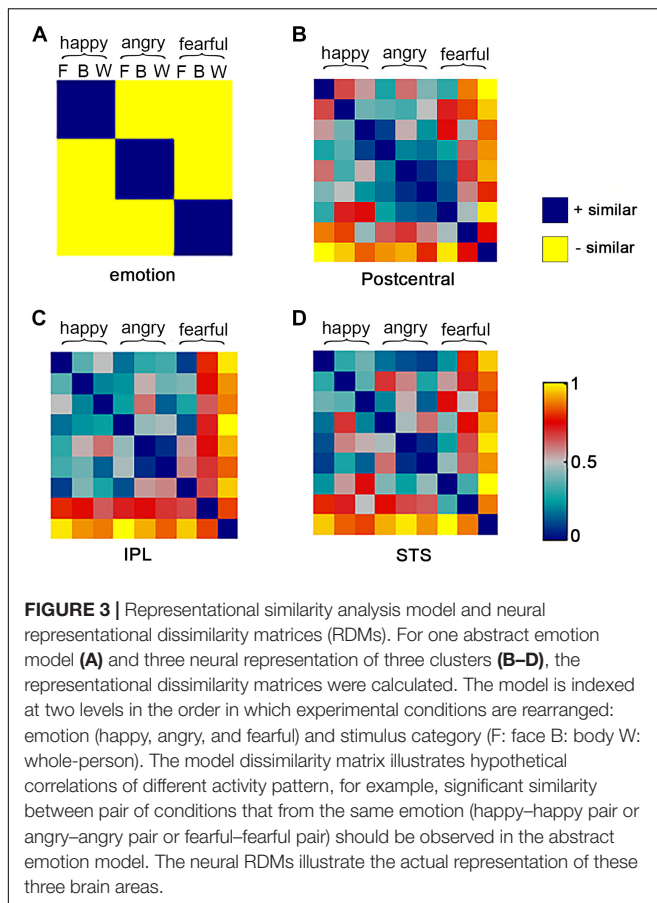 A
happy angry fearful
F B W F B W F B W
emotion
B
happy angry fearful
Postcentral
+ similar
- similar
C
happy angry fearful
IPL
D
happy angry fearful
STS
1
0.5
0
FIGURE 3 | Representational similarity analysis model and neural
representational dissimilarity matrices (RDMs). For one abstract emotion
model (A) and three neural representation of three clusters (B–D), the
representational dissimilarity matrices were calculated. The model is indexed
at two levels in the order in which experimental conditions are rearranged:
emotion (happy, angry, and fearful) and stimulus category (F: face B: body W:
whole-person). The model dissimilarity matrix illustrates hypothetical
correlations of different activity pattern, for example, significant similarity
between pair of conditions that from the same emotion (happy–happy pair or
angry–angry pair or fearful–fearful pair) should be observed in the abstract
emotion model. The neural RDMs illustrate the actual representation of these
three brain areas.